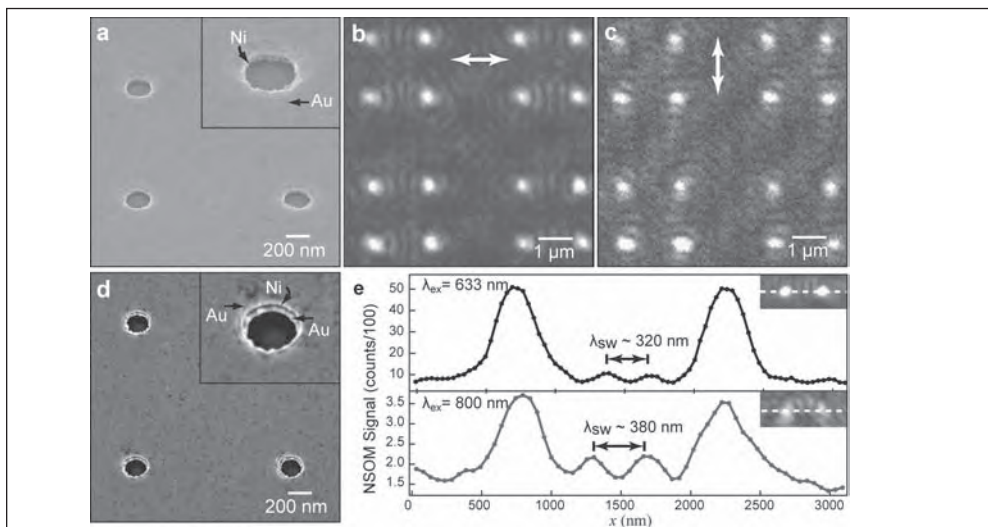 a
Ni
Au
200 nm
b
1 µm
c
1 µm
d
Ni
Au
Au
200 nm
e
λex= 633 nm
λSW ~ 320 nm
50
40
30
20
10
λex= 800 nm
λSW ~ 380 nm
3.5
3.0
2.5
2.0
1.5
NSOM Signal (counts/100)
0
500
1000
1500
2000
2500
3000
x (nm)